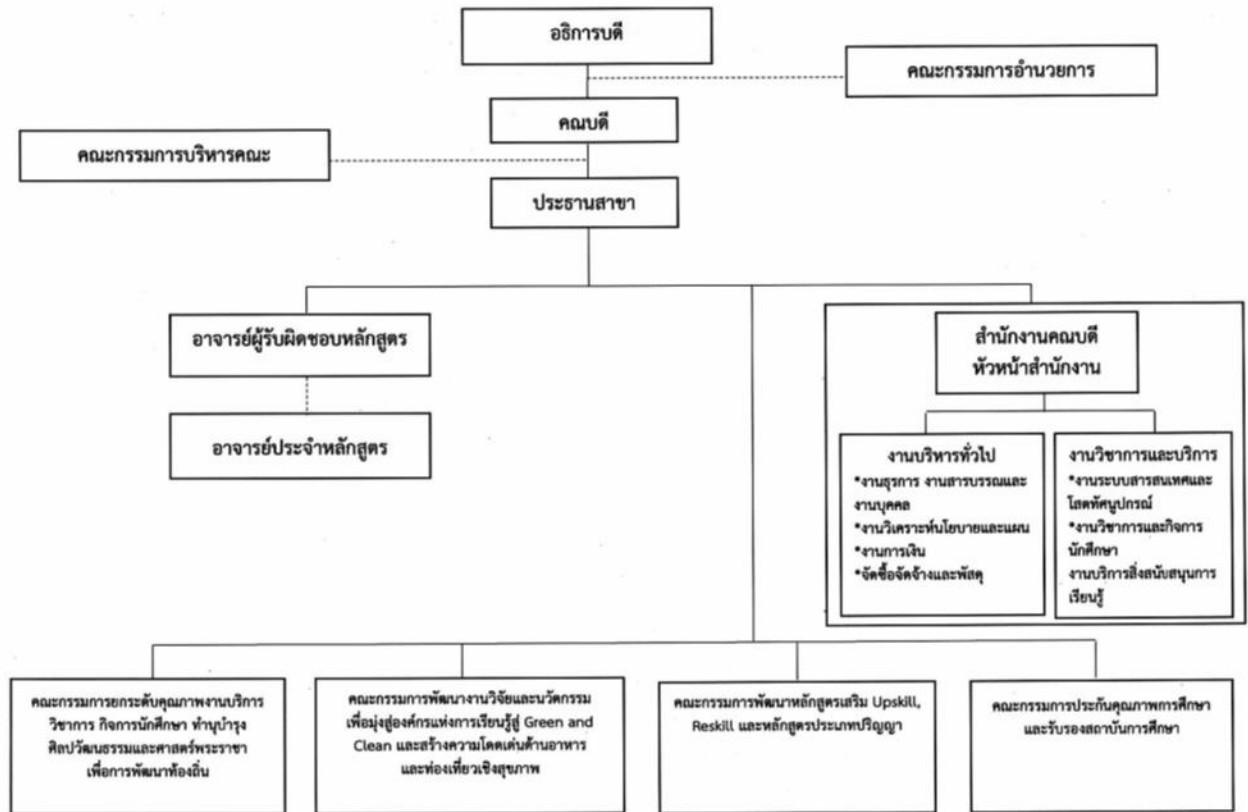 อธิการบดี
คณะกรรมการอำนวยการ
คณบดี
คณะกรรมการบริหารคณะ
ประธานสาขา
อาจารย์ผู้รับผิดชอบหลักสูตร
อาจารย์ประจำหลักสูตร
สำนักงานคณบดี
หัวหน้าสำนักงาน
งานบริหารทั่วไป
*งานธุรการ งานสารบรรณและ
งานบุคคล
*งานวิเคราะห์นโยบายและแผน
*งานการเงิน
*จัดซื้อจัดจ้างและพัสดุ
งานวิชาการและบริการ
*งานระบบสารสนเทศและ
โสตทัศนูปกรณ์
*งานวิชาการและกิจการ
นักศึกษา
งานบริการสิ่งสนับสนุนการ
เรียนรู้
คณะกรรมการยกระดับคุณภาพงานบริการ
วิชาการ กิจการนักศึกษา ทำนุบำรุง
ศิลปวัฒนธรรมและศาสตร์พระราชา
เพื่อการพัฒนาท้องถิ่น
คณะกรรมการพัฒนางานวิจัยและนวัตกรรม
เพื่อมุ่งสู่องค์กรแห่งการเรียนรู้สู่ Green and
Clean และสร้างความโดดเด่นด้านอาหาร
และท่องเที่ยวเชิงสุขภาพ
คณะกรรมการพัฒนาหลักสูตรเสริม Upskill,
Reskill และหลักสูตรประเภทปริญญา
คณะกรรมการประกันคุณภาพการศึกษา
และรับรองสถาบันการศึกษา